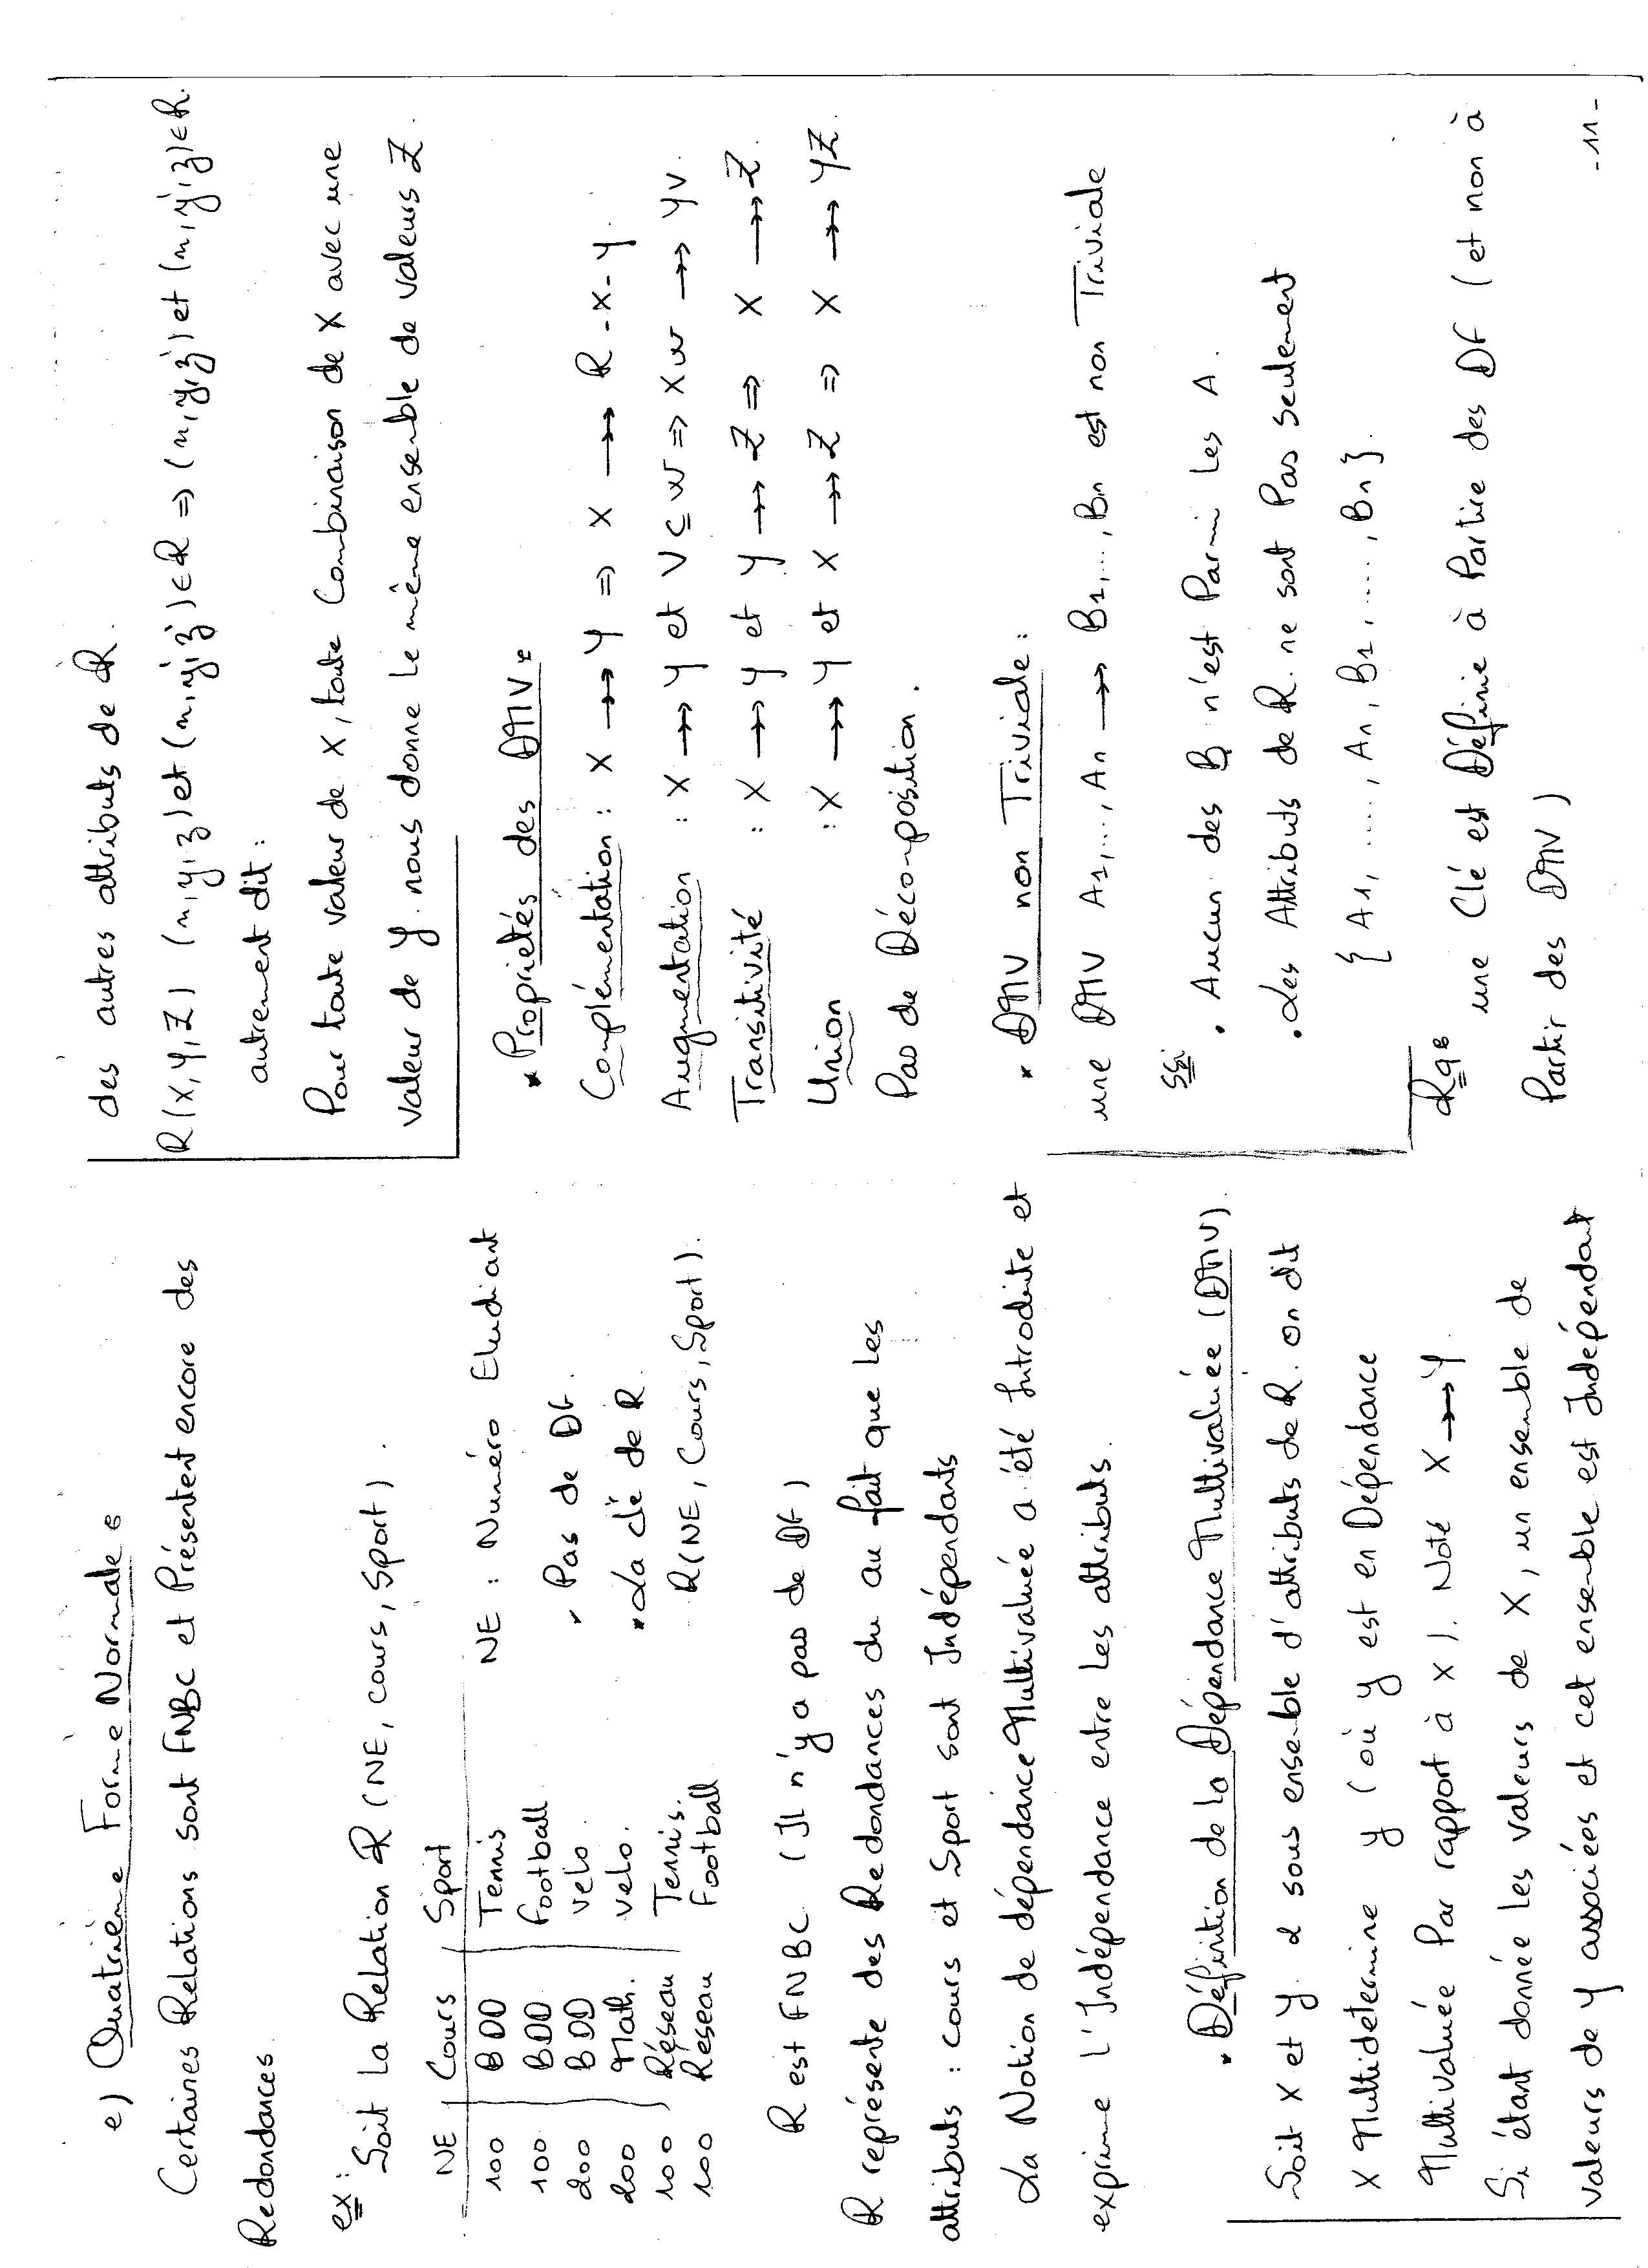 e) Quatrième Forme Normale :
Certaines Relations sont FNBC et Présentent encore des
Redondances.
ex :
Soit la Relation R (NE, cours, Sport).
NE Cours Sport
100 BDD Tennis
100 BDD football
200 BDD velo.
200 Math. velo.
100 Réseau Tennis.
100 Reseau Football
NE : Numéro Etudiant
• Pas de DF.
• La clé de R
R(NE, Cours, Sport).
R est FNBC (Il n'y a pas de DF)
R représente des Redondances du au fait que les
attributs : cours et Sport sont Indépendants
La Notion de dépendance Multivaluée a été Introduite et
exprime l'Indépendance entre les attributs.
• Définition de la Dépendance Multivaluée (DMV).
Soit X et Y 2 sous ensemble d'attributs de R. on dit
X Multidetermine Y (où Y est en Dépendance
Multivaluée Par rapport à X). Noté X →→ Y
Si étant donnée les valeurs de X, un ensemble de
valeurs de Y associées et cet ensemble est Indépendant
des autres attributs de R.
R(X,Y,Z) (x,y,z) et (x,y',z') ∈ R => (x,y,z') et (x,y',z) ∈ R.
autrement dit :
Pour toute valeur de X, toute Combinaison de X avec une
valeur de Y nous donne le même ensemble de valeurs Z.
* Propriétés des DMV :
Complémentation : X →→ Y => X →→ R-X-Y.
Augmentation : X →→ Y et V ⊆ W => XW →→ YV.
Transitivité : X →→ Y et Y →→ Z => X →→ Z.
Union : X →→ Y et X →→ Z => X →→ YZ.
Pas de Décomposition.
* DMV non Triviale :
une DMV A1,..., An →→ B1,..., Bn est non Triviale
SSi
• Aucun des B n'est Parmi les A.
• des Attributs de R. ne sont Pas seulement
{ A1, ...., An, B1, ....., Bn }.
Rq :
une Clé est Définie à Partire des DF (et non à
Partir des DMV)
-11-